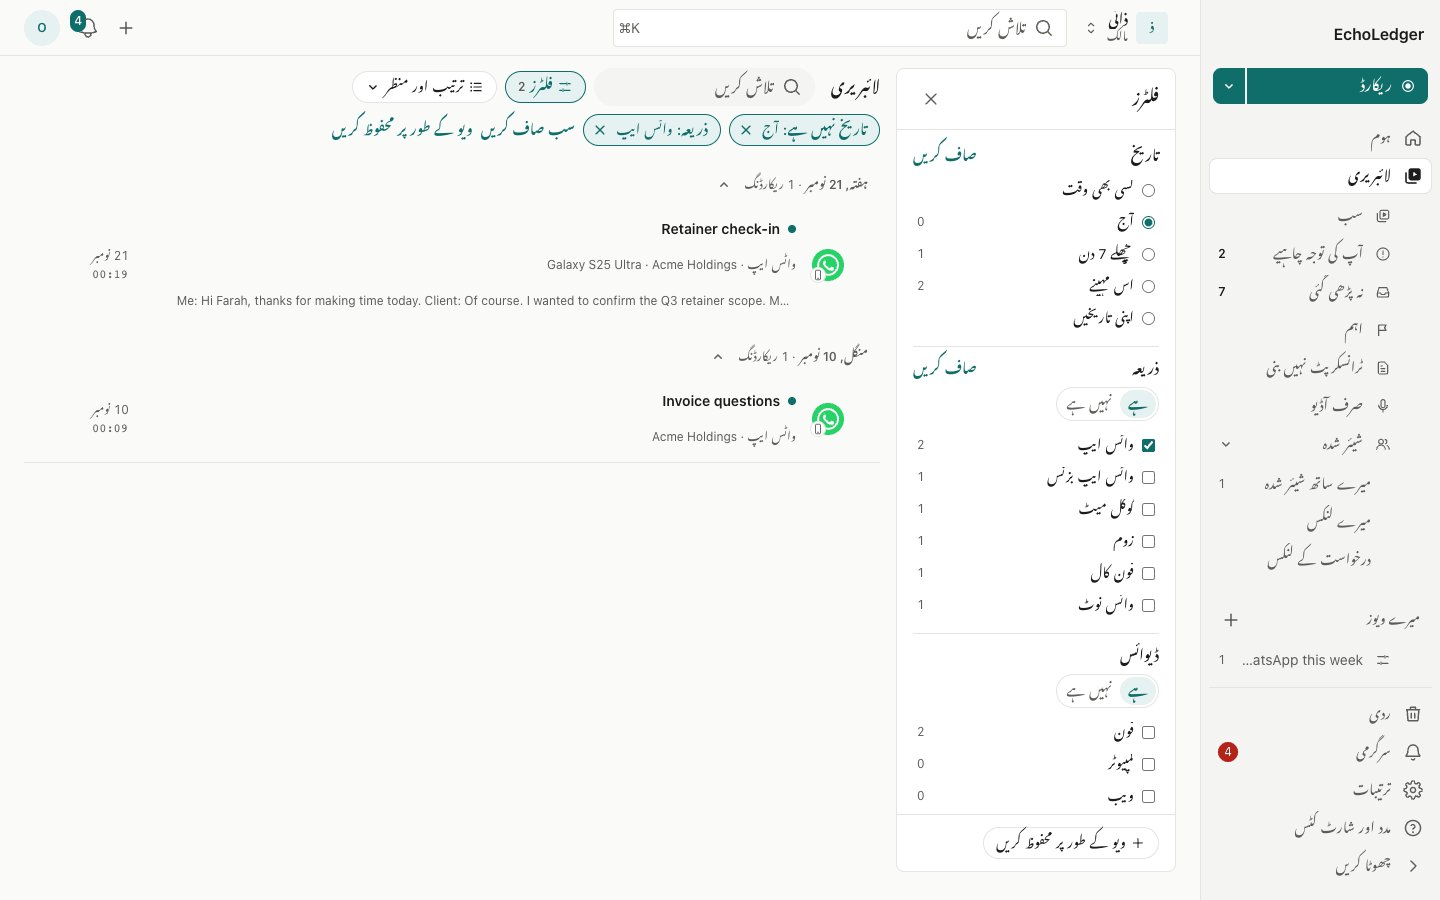 EchoLedger
ریکارڈ
ہوم
لائبریری
سب
آپ کی توجہ چاہیے 2
نہ پڑھی گئی 7
اہم
ٹرانسکرپٹ نہیں بنی
صرف آڈیو
شیئر شدہ
میرے ساتھ شیئر شدہ 1
میرے لنکس
درخواست کے لنکس
میرے ویوز
...atsApp this week 1
ردی
سرگرمی 4
ترتیبات
مدد اور شارٹ کٹس
چھوٹا کریں
ذ
ذاتی
مالک
تلاش کریں ⌘K
4
O
فلٹرز
تاریخ صاف کریں
کسی بھی وقت
آج 0
پچھلے 7 دن 1
اس مہینے 2
اپنی تاریخیں
ذریعہ صاف کریں
ہے نہیں ہے
واٹس ایپ 2
واٹس ایپ بزنس 1
گوگل میٹ 1
زوم 1
فون کال 1
وائس نوٹ 1
ڈیوائس
ہے نہیں ہے
فون 2
کمپیوٹر 0
ویب 0
ویو کے طور پر محفوظ کریں
لائبریری
تلاش کریں
فلٹرز 2
ترتیب اور منظر
تاریخ نہیں ہے: آج
ذریعہ: واٹس ایپ
سب صاف کریں
ویو کے طور پر محفوظ کریں
ہفتہ, 21 نومبر · 1 ریکارڈنگ
Retainer check-in
واٹس ایپ · Galaxy S25 Ultra · Acme Holdings
Me: Hi Farah, thanks for making time today. Client: Of course. I wanted to confirm the Q3 retainer scope. M...
21 نومبر
00:19
منگل, 10 نومبر · 1 ریکارڈنگ
Invoice questions
واٹس ایپ · Acme Holdings
10 نومبر
00:09